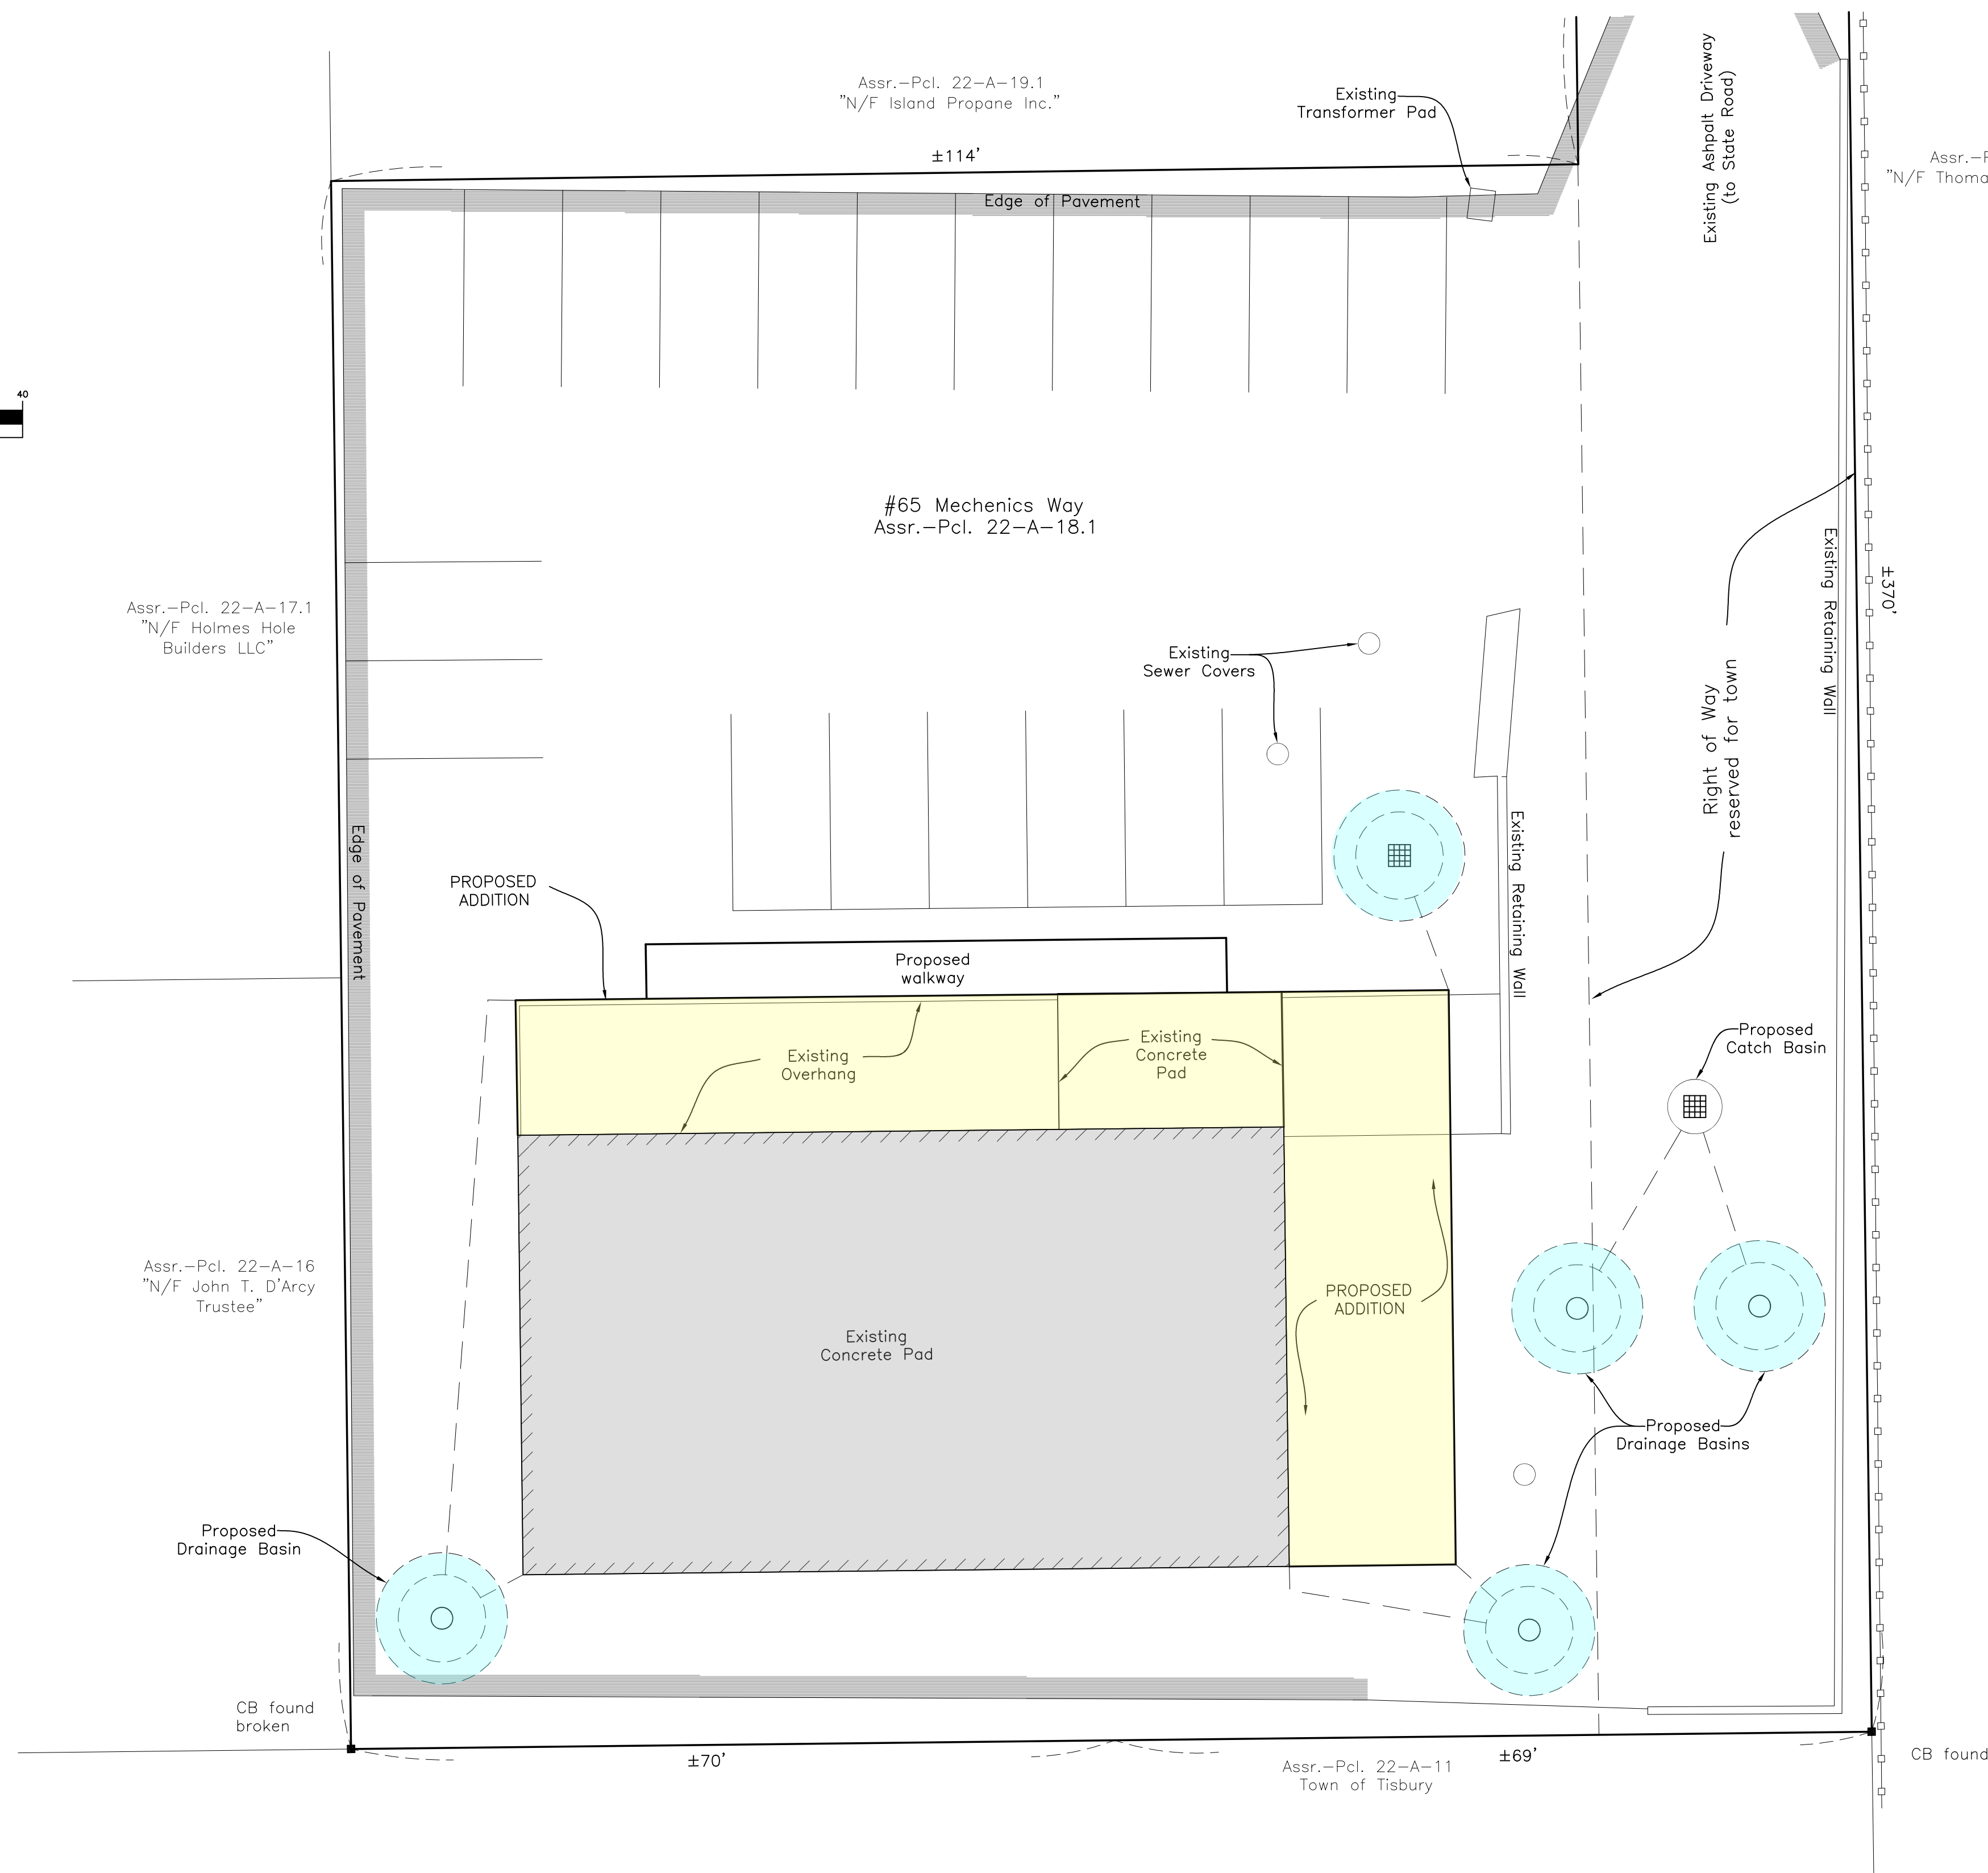 Assr.-Pcl. 22-A-19.1
"N/F Island Propane Inc."
Existing
Transformer Pad
Existing Ashpalt Driveway
(to State Road)
±114'
Edge of Pavement
"N/F
40
#65 Mechenics Way
Assr.-Pcl. 22-A-18.1
Assr.-Pcl. 22-A-17.1
"N/F Holmes Hole
Builders LLC"
Existing
Sewer Covers
Existing Retaining Wall
±370'
Right of Way
reserved for town
Edge of Pavement
PROPOSED
ADDITION
Existing Retaining Wall
Proposed
walkway
Existing
Overhang
Existing
Concrete
Pad
Proposed
Catch Basin
Assr.-Pcl. 22-A-16
"N/F John T. D'Arcy
Trustee"
Existing
Concrete Pad
PROPOSED
ADDITION
Proposed
Drainage Basins
Proposed
Drainage Basin
CB found
broken
±70'
±69'
Assr.-Pcl. 22-A-11
Town of Tisbury
CB found